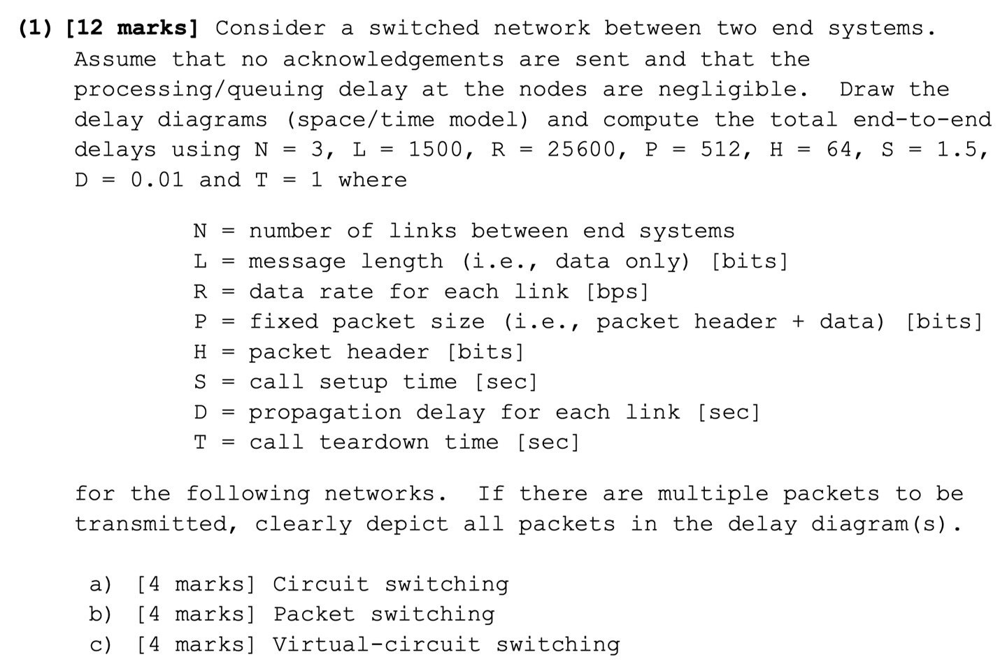 (1) [12 marks] Consider a switched network between two end systems.
Assume that no acknowledgements are sent and that the
processing/queuing delay at the nodes are negligible. Draw the
delay diagrams (space/time model) and compute the total end-to-end
delays using N = 3, L = 1500, R = 25600, P = 512, H = 64, S = 1.5,
D = 0.01 and T = 1 where
N = number of links between end systems
L = message length (i.e., data only) [bits]
R = data rate for each link [bps]
P = fixed packet size (i.e., packet header + data) [bits]
H = packet header [bits]
S = call setup time [sec]
D = propagation delay for each link [sec]
T = call teardown time [sec]
for the following networks. If there are multiple packets to be
transmitted, clearly depict all packets in the delay diagram(s).
a) [4 marks] Circuit switching
b) [4 marks] Packet switching
c) [4 marks] Virtual-circuit switching